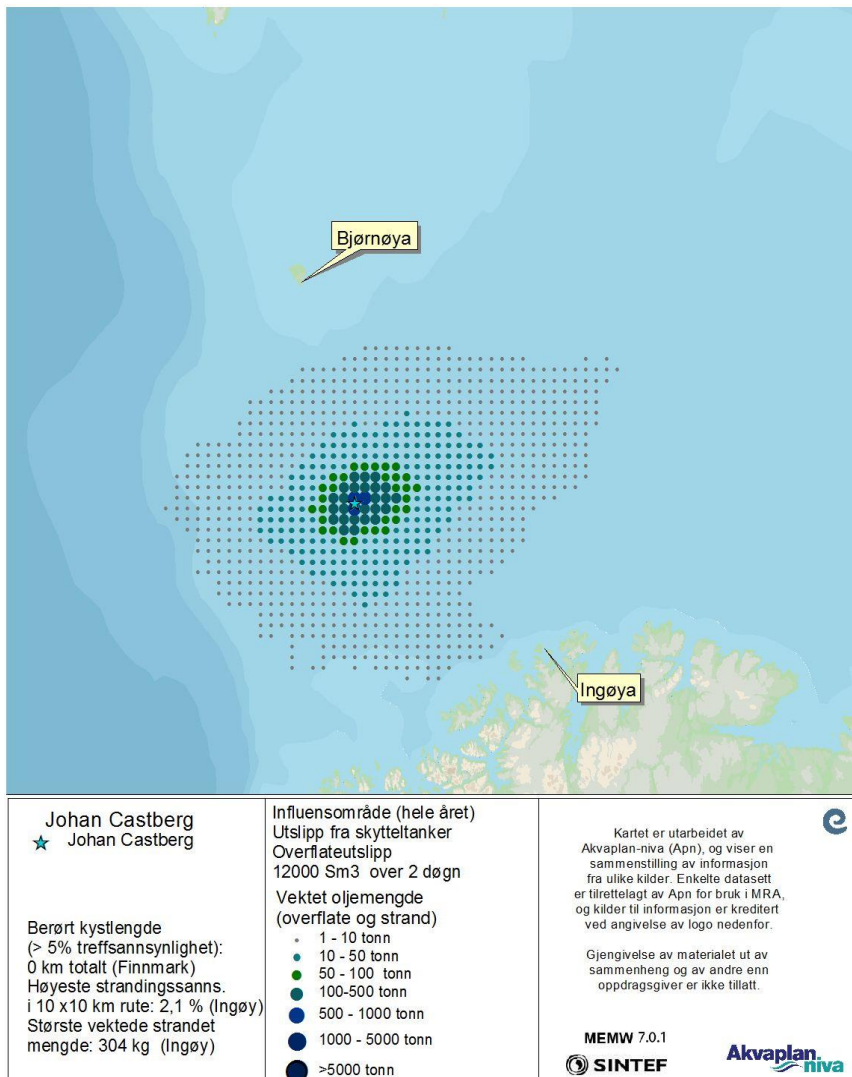 Bjørnøya
Ingøya
Johan Castberg
Johan Castberg
Berørt kystlengde
(> 5% treffsannsynlighet):
0 km totalt (Finnmark)
Høyeste strandingssanns.
i 10 x10 km rute: 2,1 % (Ingøy)
Største vektede strandet
mengde: 304 kg (Ingøy)
Influensområde (hele året)
Utslipp fra skytteltanker
Overflateutslipp
12000 Sm3 over 2 døgn
Vektet oljemengde
(overflate og strand)
1 - 10 tonn
10 - 50 tonn
50 - 100 tonn
100-500 tonn
500 - 1000 tonn
1000 - 5000 tonn
>5000 tonn
Kartet er utarbeidet av
Akvaplan-niva (Apn), og viser en
sammenstilling av informasjon
fra ulike kilder. Enkelte datasett
er tilrettelagt av Apn for bruk i MRA,
og kilder til informasjon er kreditert
ved angivelse av logo nedenfor.
Gjengivelse av materialet ut av
sammenheng og av andre enn
oppdragsgiver er ikke tillatt.
MEMW 7.0.1
SINTEF
Akvaplan
niva